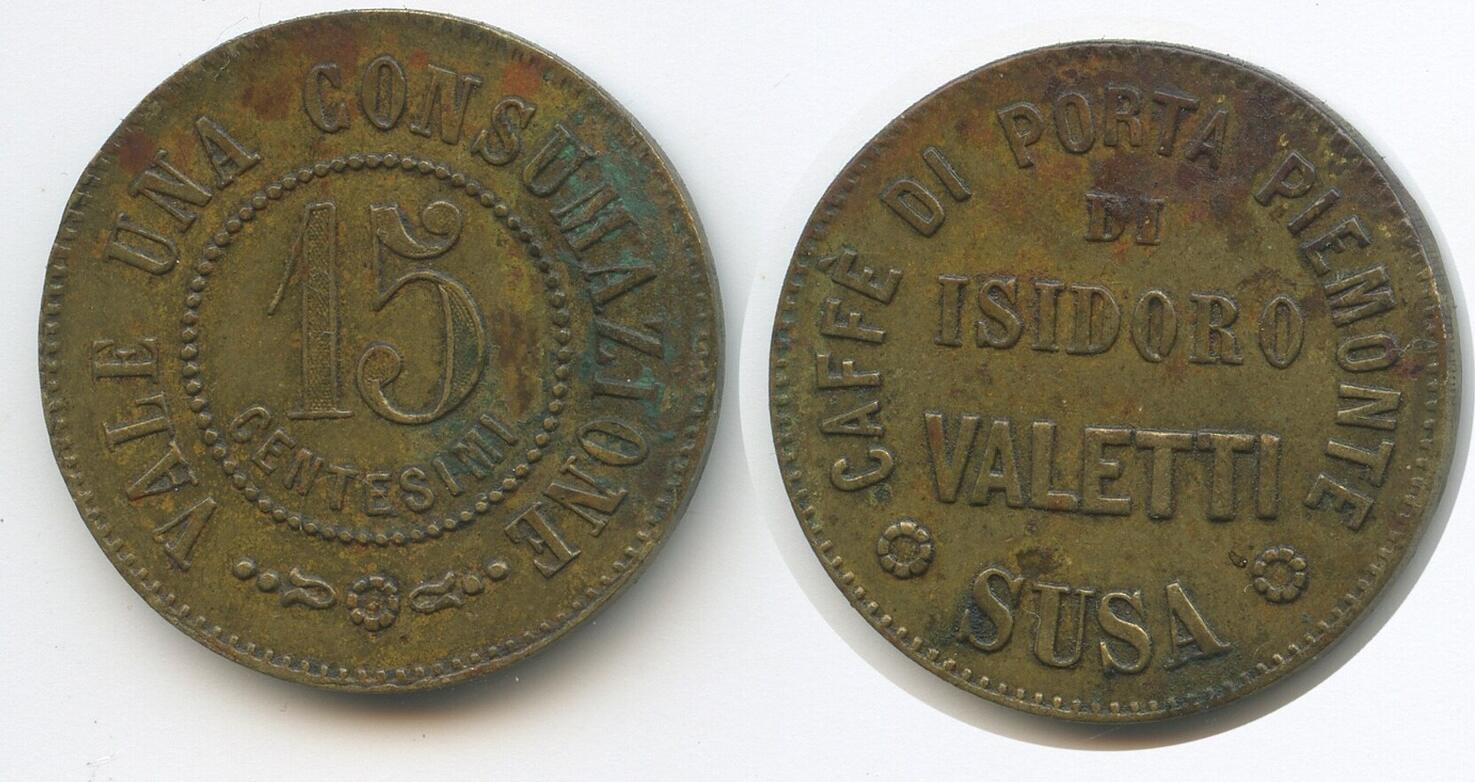 VALE UNA CONSUMAZIONE
15
CENTESIMI
CAFFÈ DI PORTA PIEMONTE
DI
ISIDORO
VALETTI
SUSA